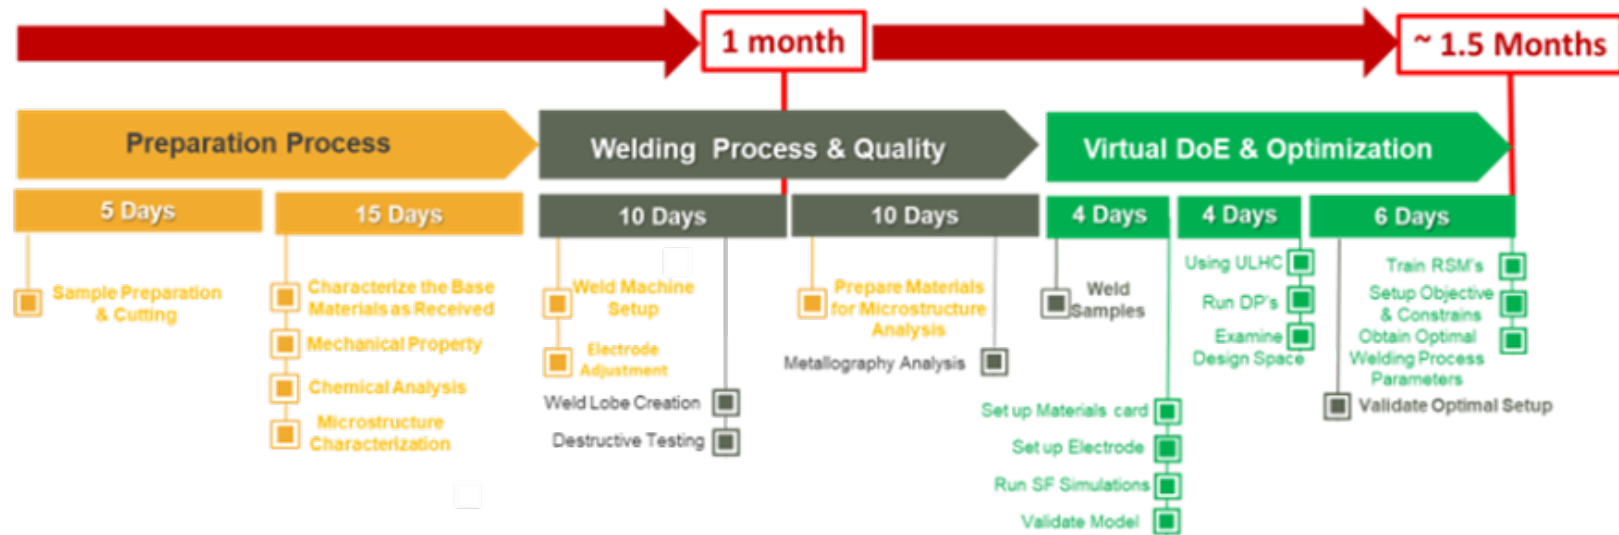 1 month
~ 1.5 Months
Preparation Process
Welding Process & Quality
Virtual DoE & Optimization
5 Days
15 Days
10 Days
10 Days
4 Days
4 Days
6 Days
Sample Preparation
& Cutting
Characterize the Base
Materials as Received
Mechanical Property
Chemical Analysis
Microstructure
Characterization
Weld Machine
Setup
Electrode
Adjustment
Weld Lobe Creation
Destructive Testing
Prepare Materials
for Microstructure
Analysis
Metallography Analysis
Weld
Samples
Set up Materials card
Set up Electrode
Run SF Simulations
Validate Model
Using ULHC
Run DP's
Examine
Design Space
Train RSM's
Setup Objective
& Constrains
Obtain Optimal
Welding Process
Parameters
Validate Optimal Setup